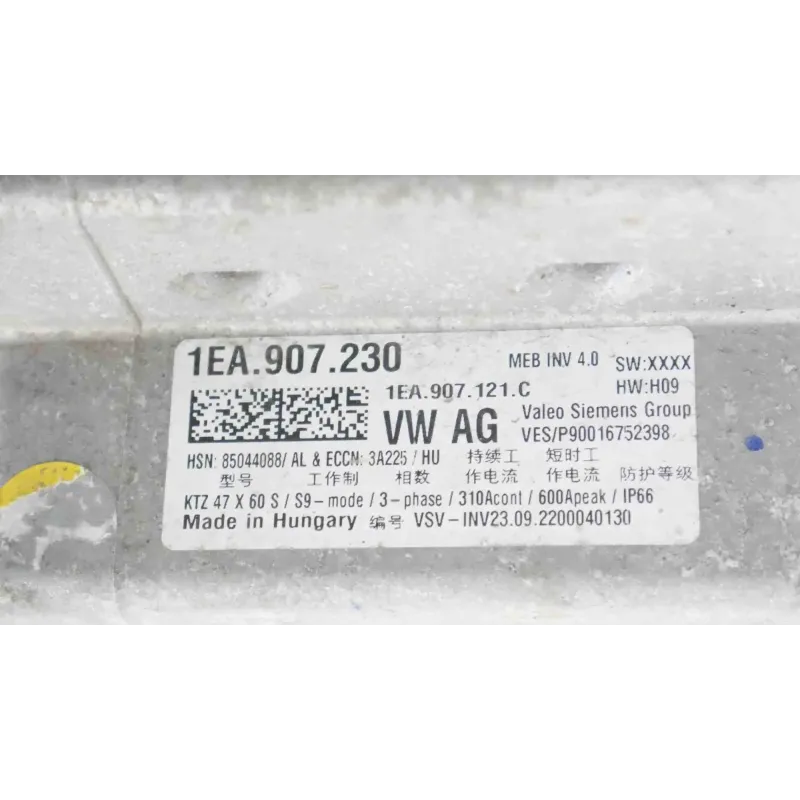 1EA.907.230 MEB INV 4.0 SW:XXXX
1EA.907.121.C HW:H09
VW AG Valeo Siemens Group
VES/P90016752398
HSN: 85044088/ AL & ECCN: 3A225 / HU 持续工 短时工
型号 工作制 相数 作电流 作电流 防护等级
KTZ 47 X 60 S / S9-mode / 3-phase / 310Acont / 600Apeak / IP66
Made in Hungary 编号 VSV-INV23.09.2200040130